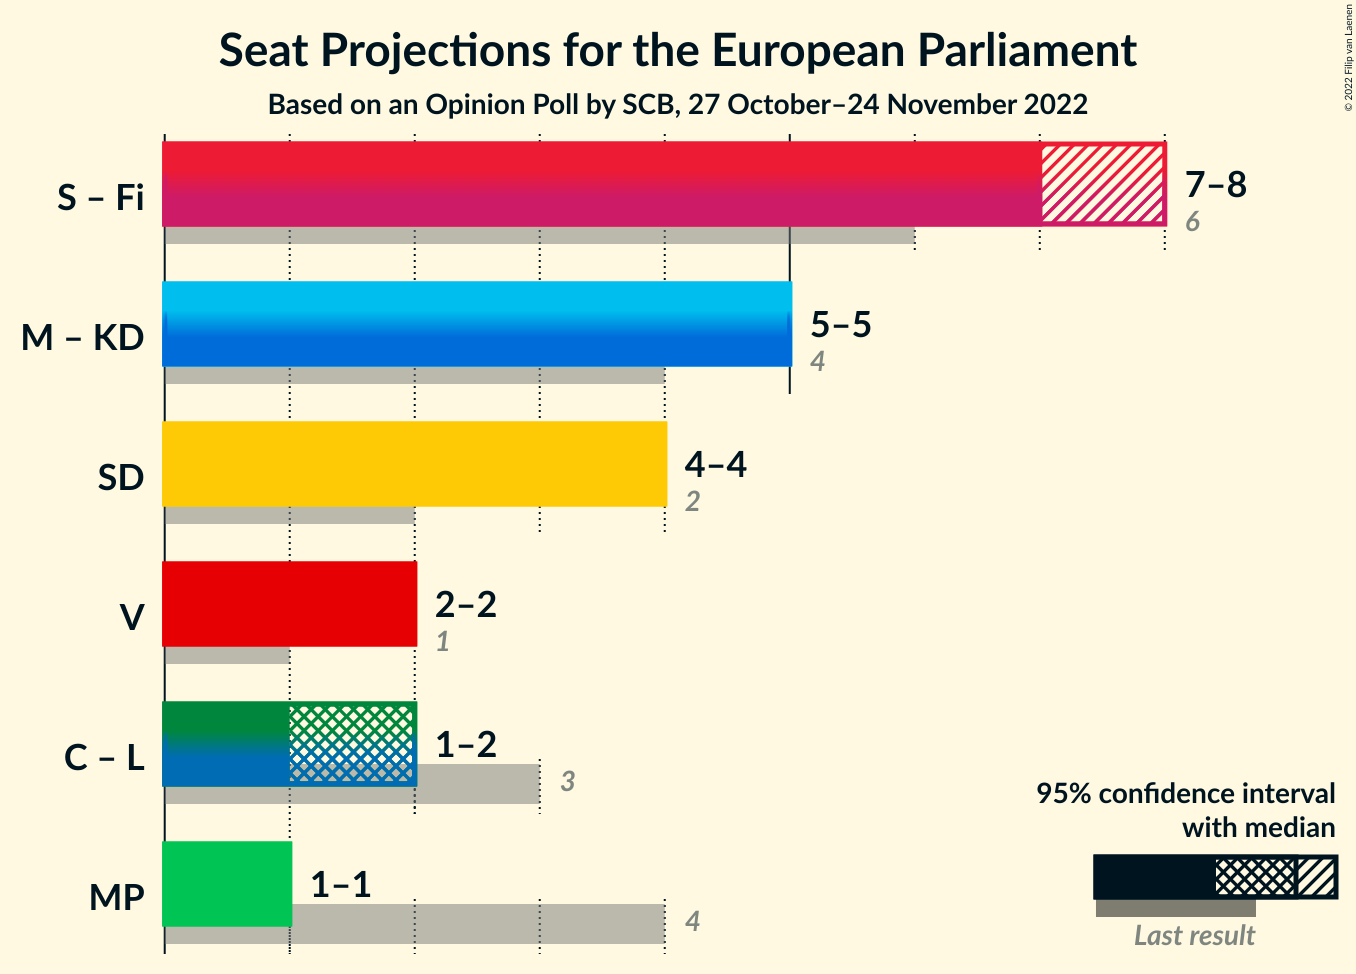 Seat Projections for the European Parliament
Based on an Opinion Poll by SCB, 27 October–24 November 2022
© 2022 Filip van Laenen
S – Fi
7–8
6
M – KD
5–5
4
SD
4–4
2
V
2–2
1
C – L
1–2
3
MP
1–1
4
95% confidence interval
with median
Last result